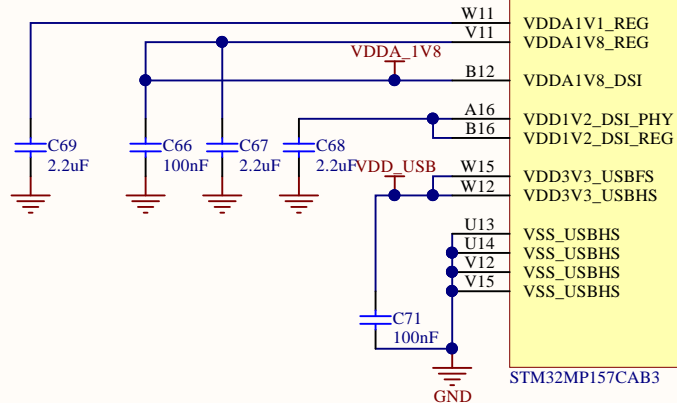 W11 VDDA1V1_REG
V11 VDDA1V8_REG
VDDA_1V8
B12 VDDA1V8_DSI
A16 VDD1V2_DSI_PHY
B16 VDD1V2_DSI_REG
C69 C66 C67 C68
2.2uF 100nF 2.2uF 2.2uF
VDD_USB
W15 VDD3V3_USBFS
W12 VDD3V3_USBHS
U13 VSS_USBHS
U14 VSS_USBHS
V12 VSS_USBHS
V15 VSS_USBHS
C71
100nF
STM32MP157CAB3
GND